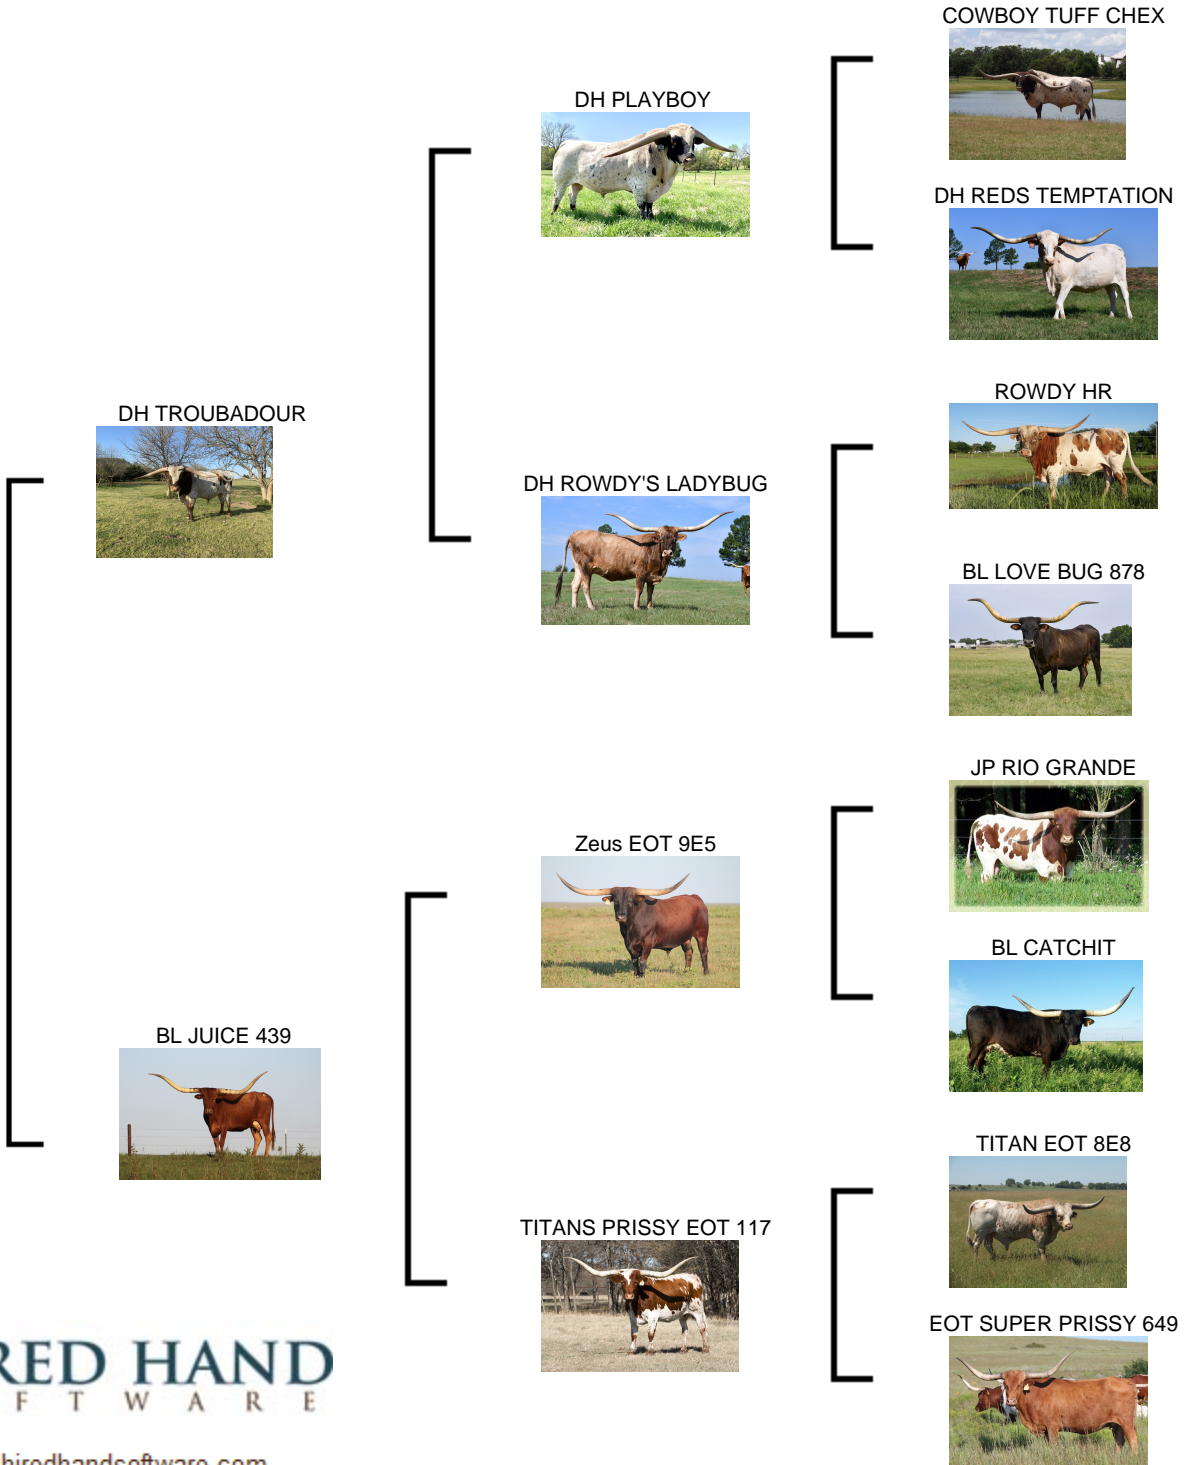 COWBOY TUFF CHEX
DH PLAYBOY
DH REDS TEMPTATION
DH TROUBADOUR
ROWDY HR
DH ROWDY'S LADYBUG
BL LOVE BUG 878
JP RIO GRANDE
Zeus EOT 9E5
BL CATCHIT
BL JUICE 439
TITAN EOT 8E8
TITANS PRISSY EOT 117
EOT SUPER PRISSY 649
RED HAND
F T W A R E
hiredhandsoftware.com